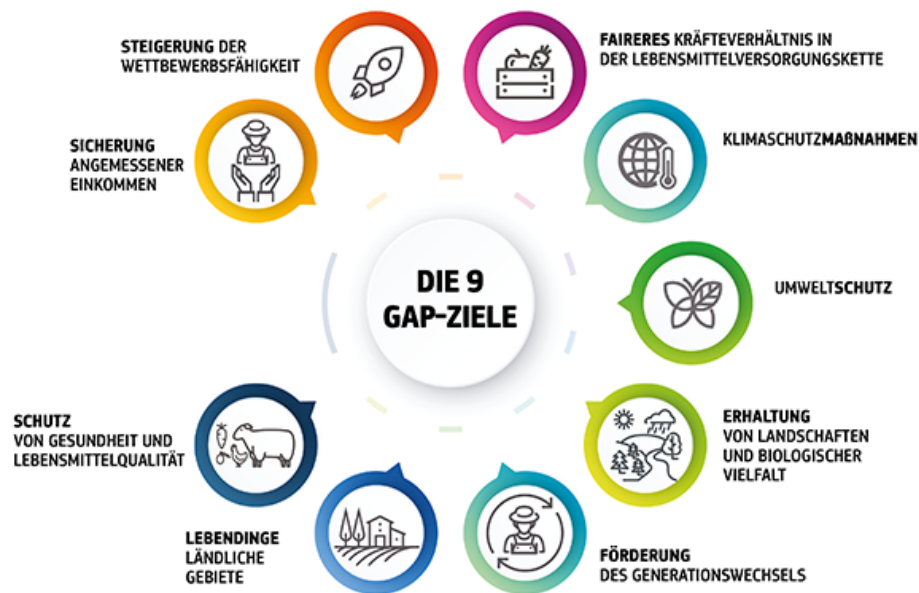 DIE 9
GAP-ZIELE
STEIGERUNG DER
WETTBEWERBSFÄHIGKEIT
FAIRERES KRÄFTEVERHÄLTNIS IN
DER LEBENSMITTELVERSORGUNGSKETTE
SICHERUNG
ANGEMESSENER
EINKOMMEN
KLIMASCHUTZMAẞNAHMEN
UMWELTSCHUTZ
SCHUTZ
VON GESUNDHEIT UND
LEBENSMITTELQUALITÄT
ERHALTUNG
VON LANDSCHAFTEN
UND BIOLOGISCHER
VIELFALT
LEBENDINGE
LÄNDLICHE
GEBIETE
FÖRDERUNG
DES GENERATIONSWECHSELS